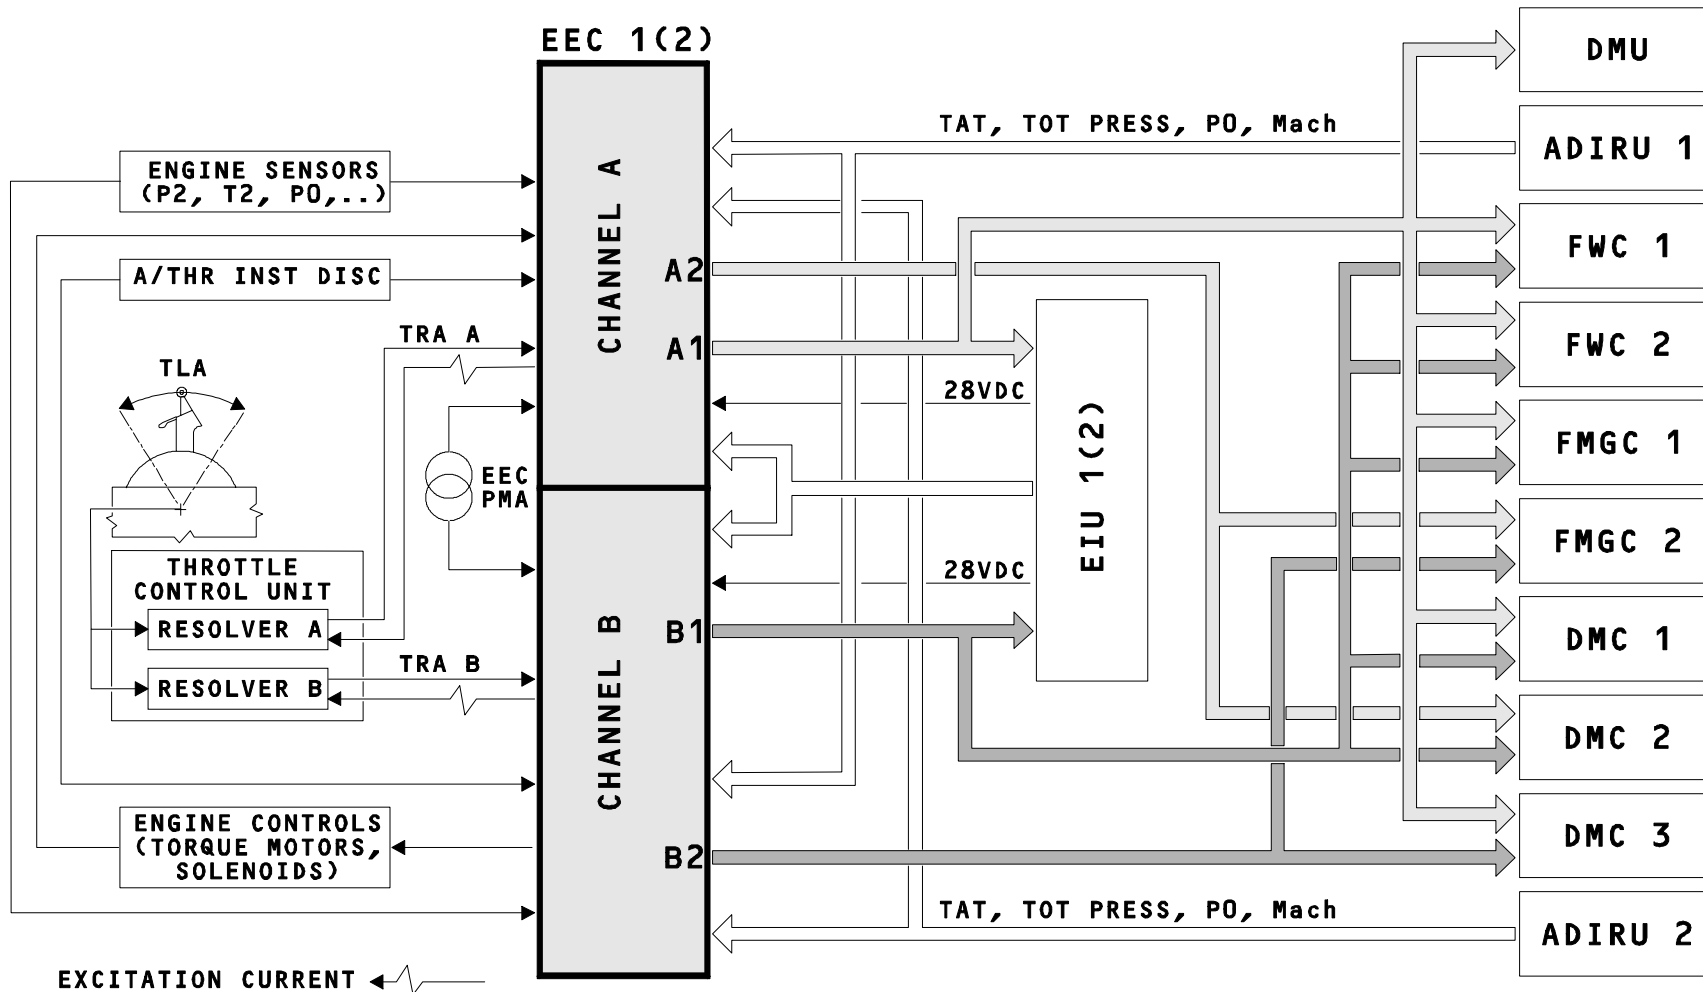 EEC 1(2)
DMU
TAT, TOT PRESS, PO, Mach
ADIRU 1
ENGINE SENSORS
(P2, T2, PO,..)
CHANNEL A
FWC 1
A2
A/THR INST DISC
TRA A
A1
FWC 2
TLA
28VDC
EIU 1(2)
FMGC 1
EEC
PMA
FMGC 2
THROTTLE
CONTROL UNIT
28VDC
RESOLVER A
CHANNEL B
B1
DMC 1
TRA B
RESOLVER B
DMC 2
ENGINE CONTROLS
(TORQUE MOTORS,
SOLENOIDS)
DMC 3
B2
TAT, TOT PRESS, PO, Mach
ADIRU 2
EXCITATION CURRENT